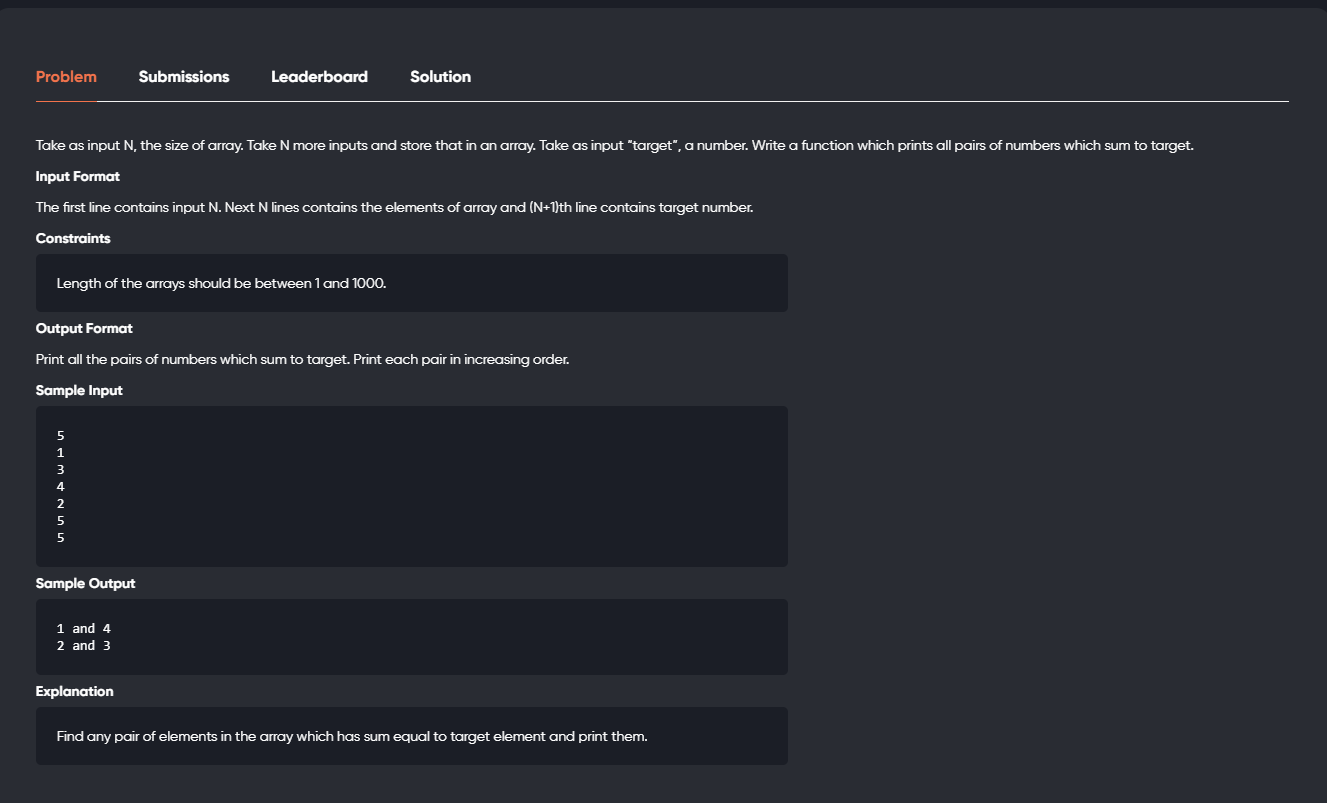 Problem Submissions Leaderboard Solution
Take as input N, the size of array. Take N more inputs and store that in an array. Take as input “target”, a number. Write a function which prints all pairs of numbers which sum to target.
Input Format
The first line contains input N. Next N lines contains the elements of array and (N+1)th line contains target number.
Constraints
Length of the arrays should be between 1 and 1000.
Output Format
Print all the pairs of numbers which sum to target. Print each pair in increasing order.
Sample Input
5
1
3
4
2
5
5
Sample Output
1 and 4
2 and 3
Explanation
Find any pair of elements in the array which has sum equal to target element and print them.